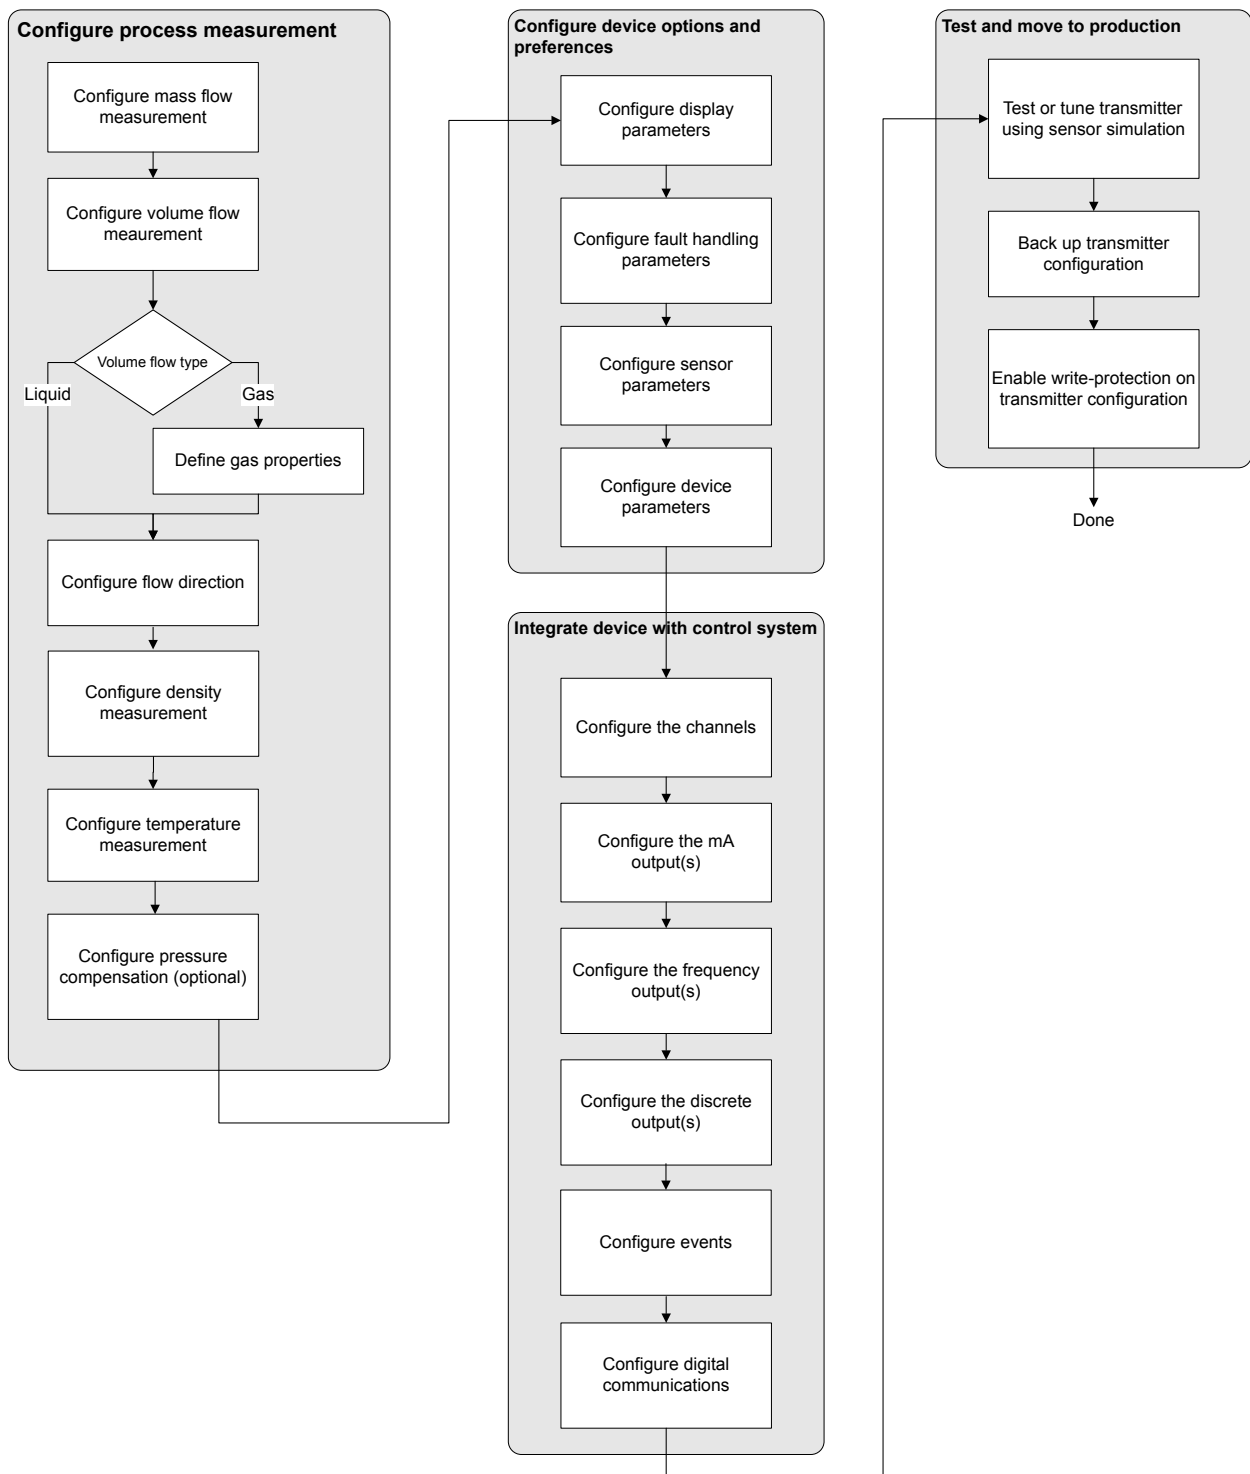 Configure process measurement
Configure mass flow
measurement
Configure volume flow
meaurement
Volume flow type
Liquid
Gas
Define gas properties
Configure flow direction
Configure density
measurement
Configure temperature
measurement
Configure pressure
compensation (optional)
Configure device options and
preferences
Configure display
parameters
Configure fault handling
parameters
Configure sensor
parameters
Configure device
parameters
Integrate device with control system
Configure the channels
Configure the mA
output(s)
Configure the frequency
output(s)
Configure the discrete
output(s)
Configure events
Configure digital
communications
Test and move to production
Test or tune transmitter
using sensor simulation
Back up transmitter
configuration
Enable write-protection on
transmitter configuration
Done